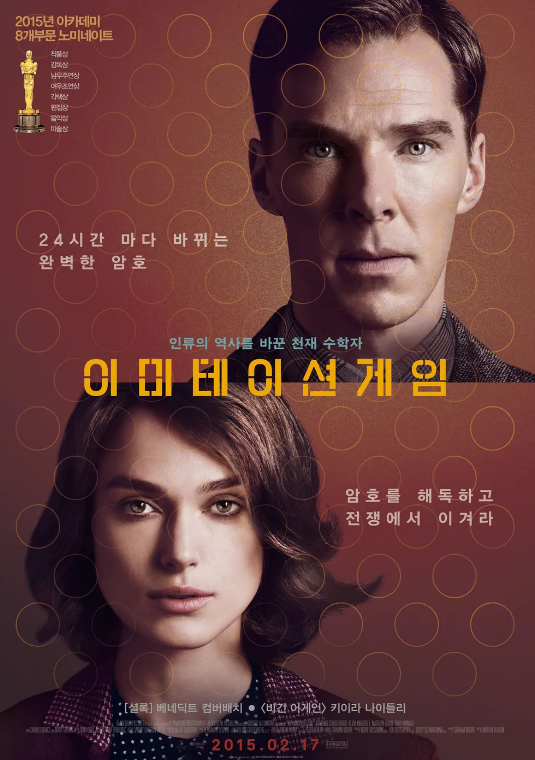 2015년 아카데미
8개부문 노미네이트
작품상
감독상
남우주연상
여우조연상
각색상
편집상
음악상
미술상
24시간 마다 바뀌는
완벽한 암호
인류의 역사를 바꾼 천재 수학자
이미테이션게임
암호를 해독하고
전쟁에서 이겨라
[셜록] 베네딕트 컴버배치 ● 〈비긴 어게인〉 키이라 나이틀리
2015.02.17